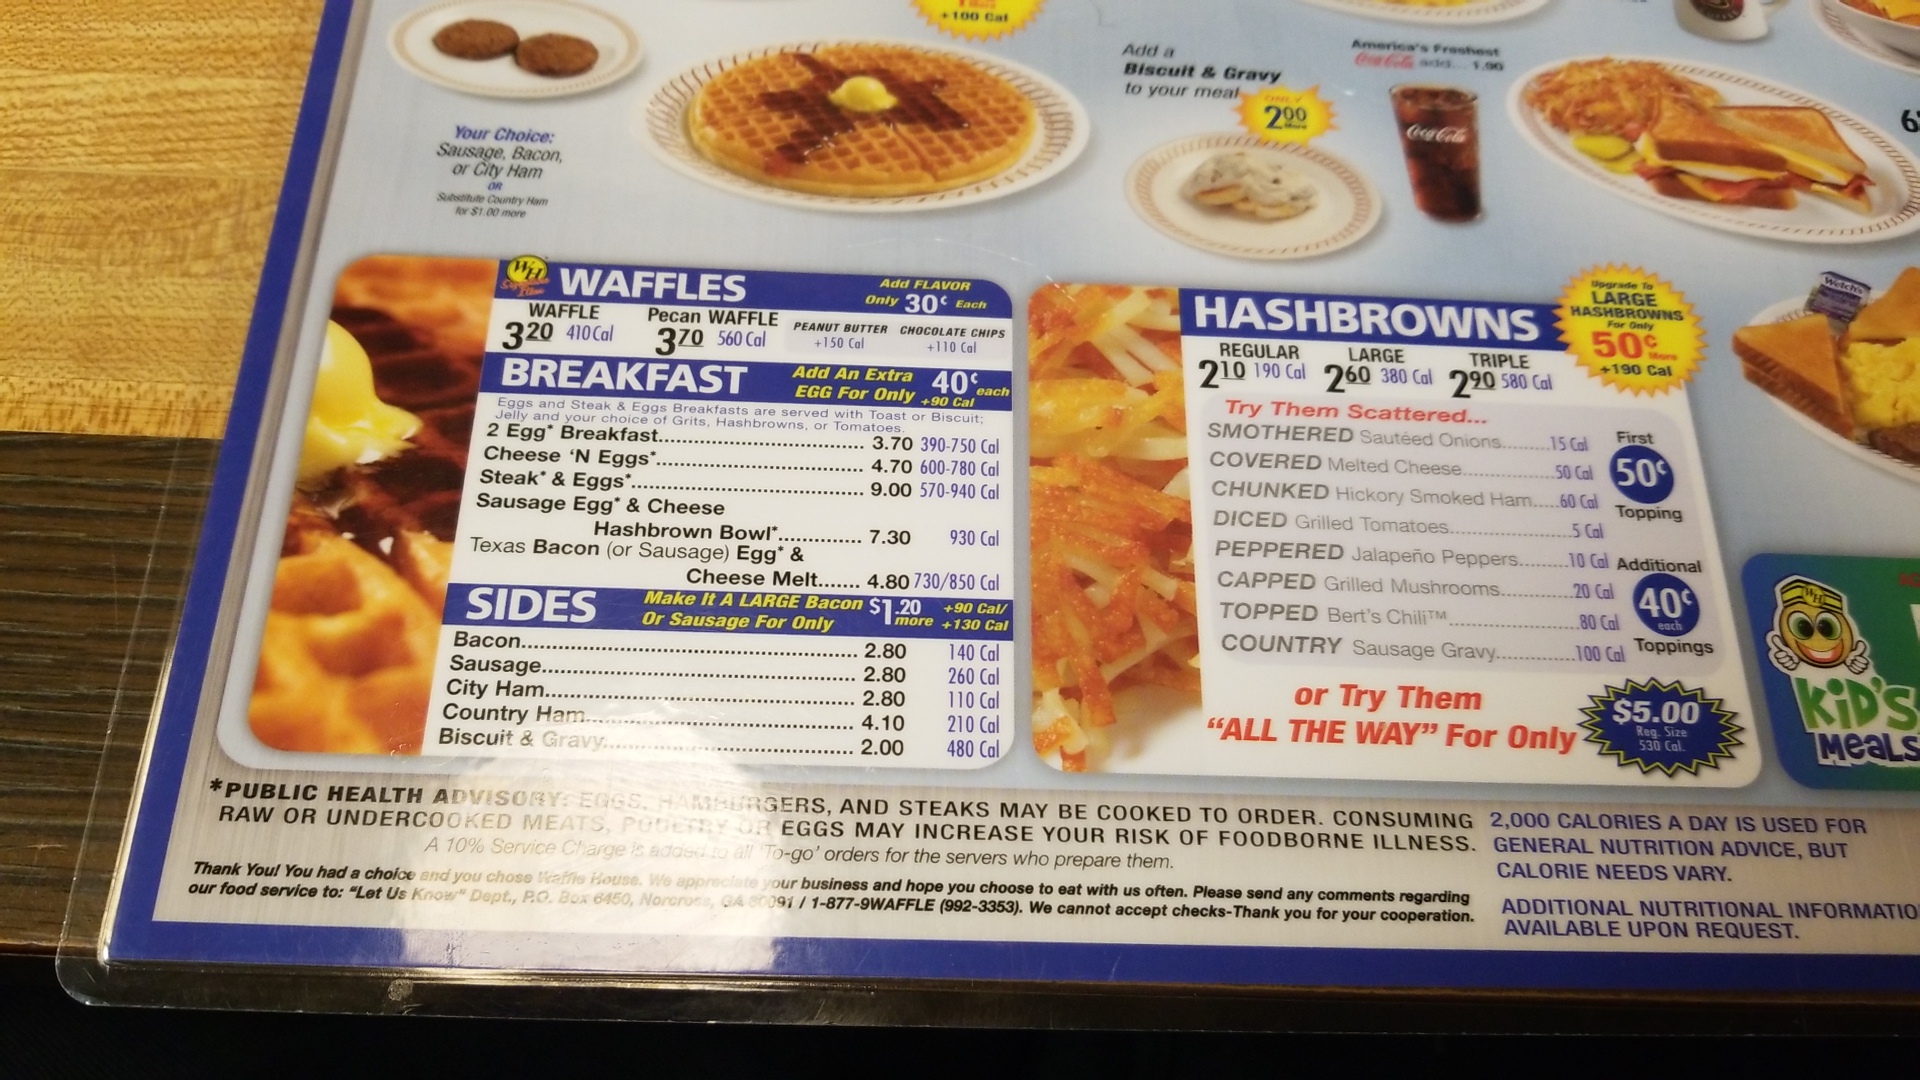 +100 Cal
Your Choice:
Sausage, Bacon,
or City Ham
OR
Substitute Country Ham
for $1.00 more
Add a
Biscuit & Gravy
to your meal
ONLY
200
More
America's Freshest
Coca-Cola add... 1.90
Coca-Cola
WH
WAFFLES
Add FLAVOR
Only 30¢ Each
WAFFLE
3.20 410 Cal
Pecan WAFFLE
3.70 560 Cal
PEANUT BUTTER
+150 Cal
CHOCOLATE CHIPS
+110 Cal
BREAKFAST
Add An Extra 40¢ each
EGG For Only +90 Cal
Eggs and Steak & Eggs Breakfasts are served with Toast or Biscuit;
Jelly and your choice of Grits, Hashbrowns, or Tomatoes.
2 Egg* Breakfast 3.70 390-750 Cal
Cheese 'N Eggs* 4.70 600-780 Cal
Steak* & Eggs* 9.00 570-940 Cal
Sausage Egg* & Cheese
Hashbrown Bowl* 7.30 930 Cal
Texas Bacon (or Sausage) Egg* &
Cheese Melt 4.80 730/850 Cal
SIDES
Make It A LARGE Bacon $1.20 +90 Cal/
Or Sausage For Only more +130 Cal
Bacon 2.80 140 Cal
Sausage 2.80 260 Cal
City Ham 2.80 110 Cal
Country Ham 4.10 210 Cal
Biscuit & Gravy 2.00 480 Cal
HASHBROWNS
Upgrade To
LARGE
HASHBROWNS
For Only
50¢
More
+190 Cal
REGULAR
2.10 190 Cal
LARGE
2.60 380 Cal
TRIPLE
2.90 580 Cal
Try Them Scattered...
SMOTHERED Sautéed Onions 15 Cal
COVERED Melted Cheese 50 Cal
CHUNKED Hickory Smoked Ham 60 Cal
DICED Grilled Tomatoes 5 Cal
PEPPERED Jalapeño Peppers 10 Cal
CAPPED Grilled Mushrooms 20 Cal
TOPPED Bert's Chili™ 80 Cal
COUNTRY Sausage Gravy 100 Cal
First
50¢
Topping
Additional
40¢
each
Toppings
or Try Them
"ALL THE WAY" For Only
$5.00
Reg. Size
530 Cal.
Welch's
WH
KiD'S
MeaLS
*PUBLIC HEALTH ADVISORY: EGGS, HAMBURGERS, AND STEAKS MAY BE COOKED TO ORDER. CONSUMING
RAW OR UNDERCOOKED MEATS, POULTRY OR EGGS MAY INCREASE YOUR RISK OF FOODBORNE ILLNESS.
A 10% Service Charge is added to all 'To-go' orders for the servers who prepare them.
Thank You! You had a choice and you chose Waffle House. We appreciate your business and hope you choose to eat with us often. Please send any comments regarding
our food service to: "Let Us Know" Dept., P.O. Box 6450, Norcross, GA 30091 / 1-877-9WAFFLE (992-3353). We cannot accept checks-Thank you for your cooperation.
2,000 CALORIES A DAY IS USED FOR
GENERAL NUTRITION ADVICE, BUT
CALORIE NEEDS VARY.
ADDITIONAL NUTRITIONAL INFORMATIO
AVAILABLE UPON REQUEST.